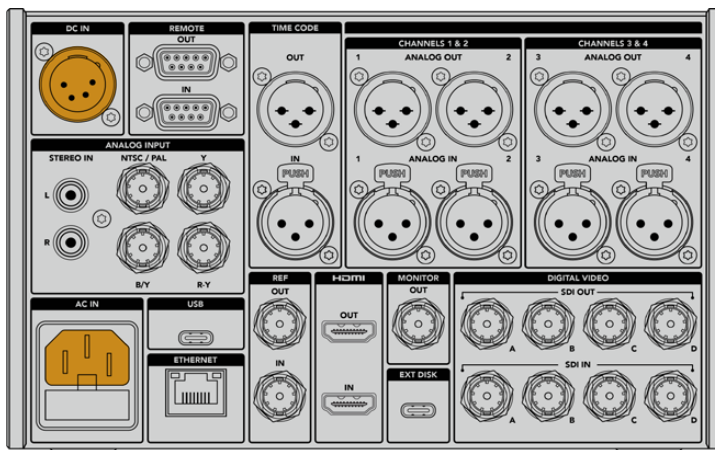 DC IN
REMOTE
OUT
IN
TIME CODE
OUT
IN
CHANNELS 1 & 2
1 ANALOG OUT 2
1 ANALOG IN 2
PUSH PUSH PUSH
CHANNELS 3 & 4
3 ANALOG OUT 4
3 ANALOG IN 4
PUSH PUSH
ANALOG INPUT
STEREO IN NTSC / PAL Y
L
R
B/Y R-Y
AC IN
USB
ETHERNET
REF
OUT
IN
HDMI
OUT
IN
MONITOR
OUT
EXT DISK
DIGITAL VIDEO
SDI OUT
A B C D
SDI IN
A B C D